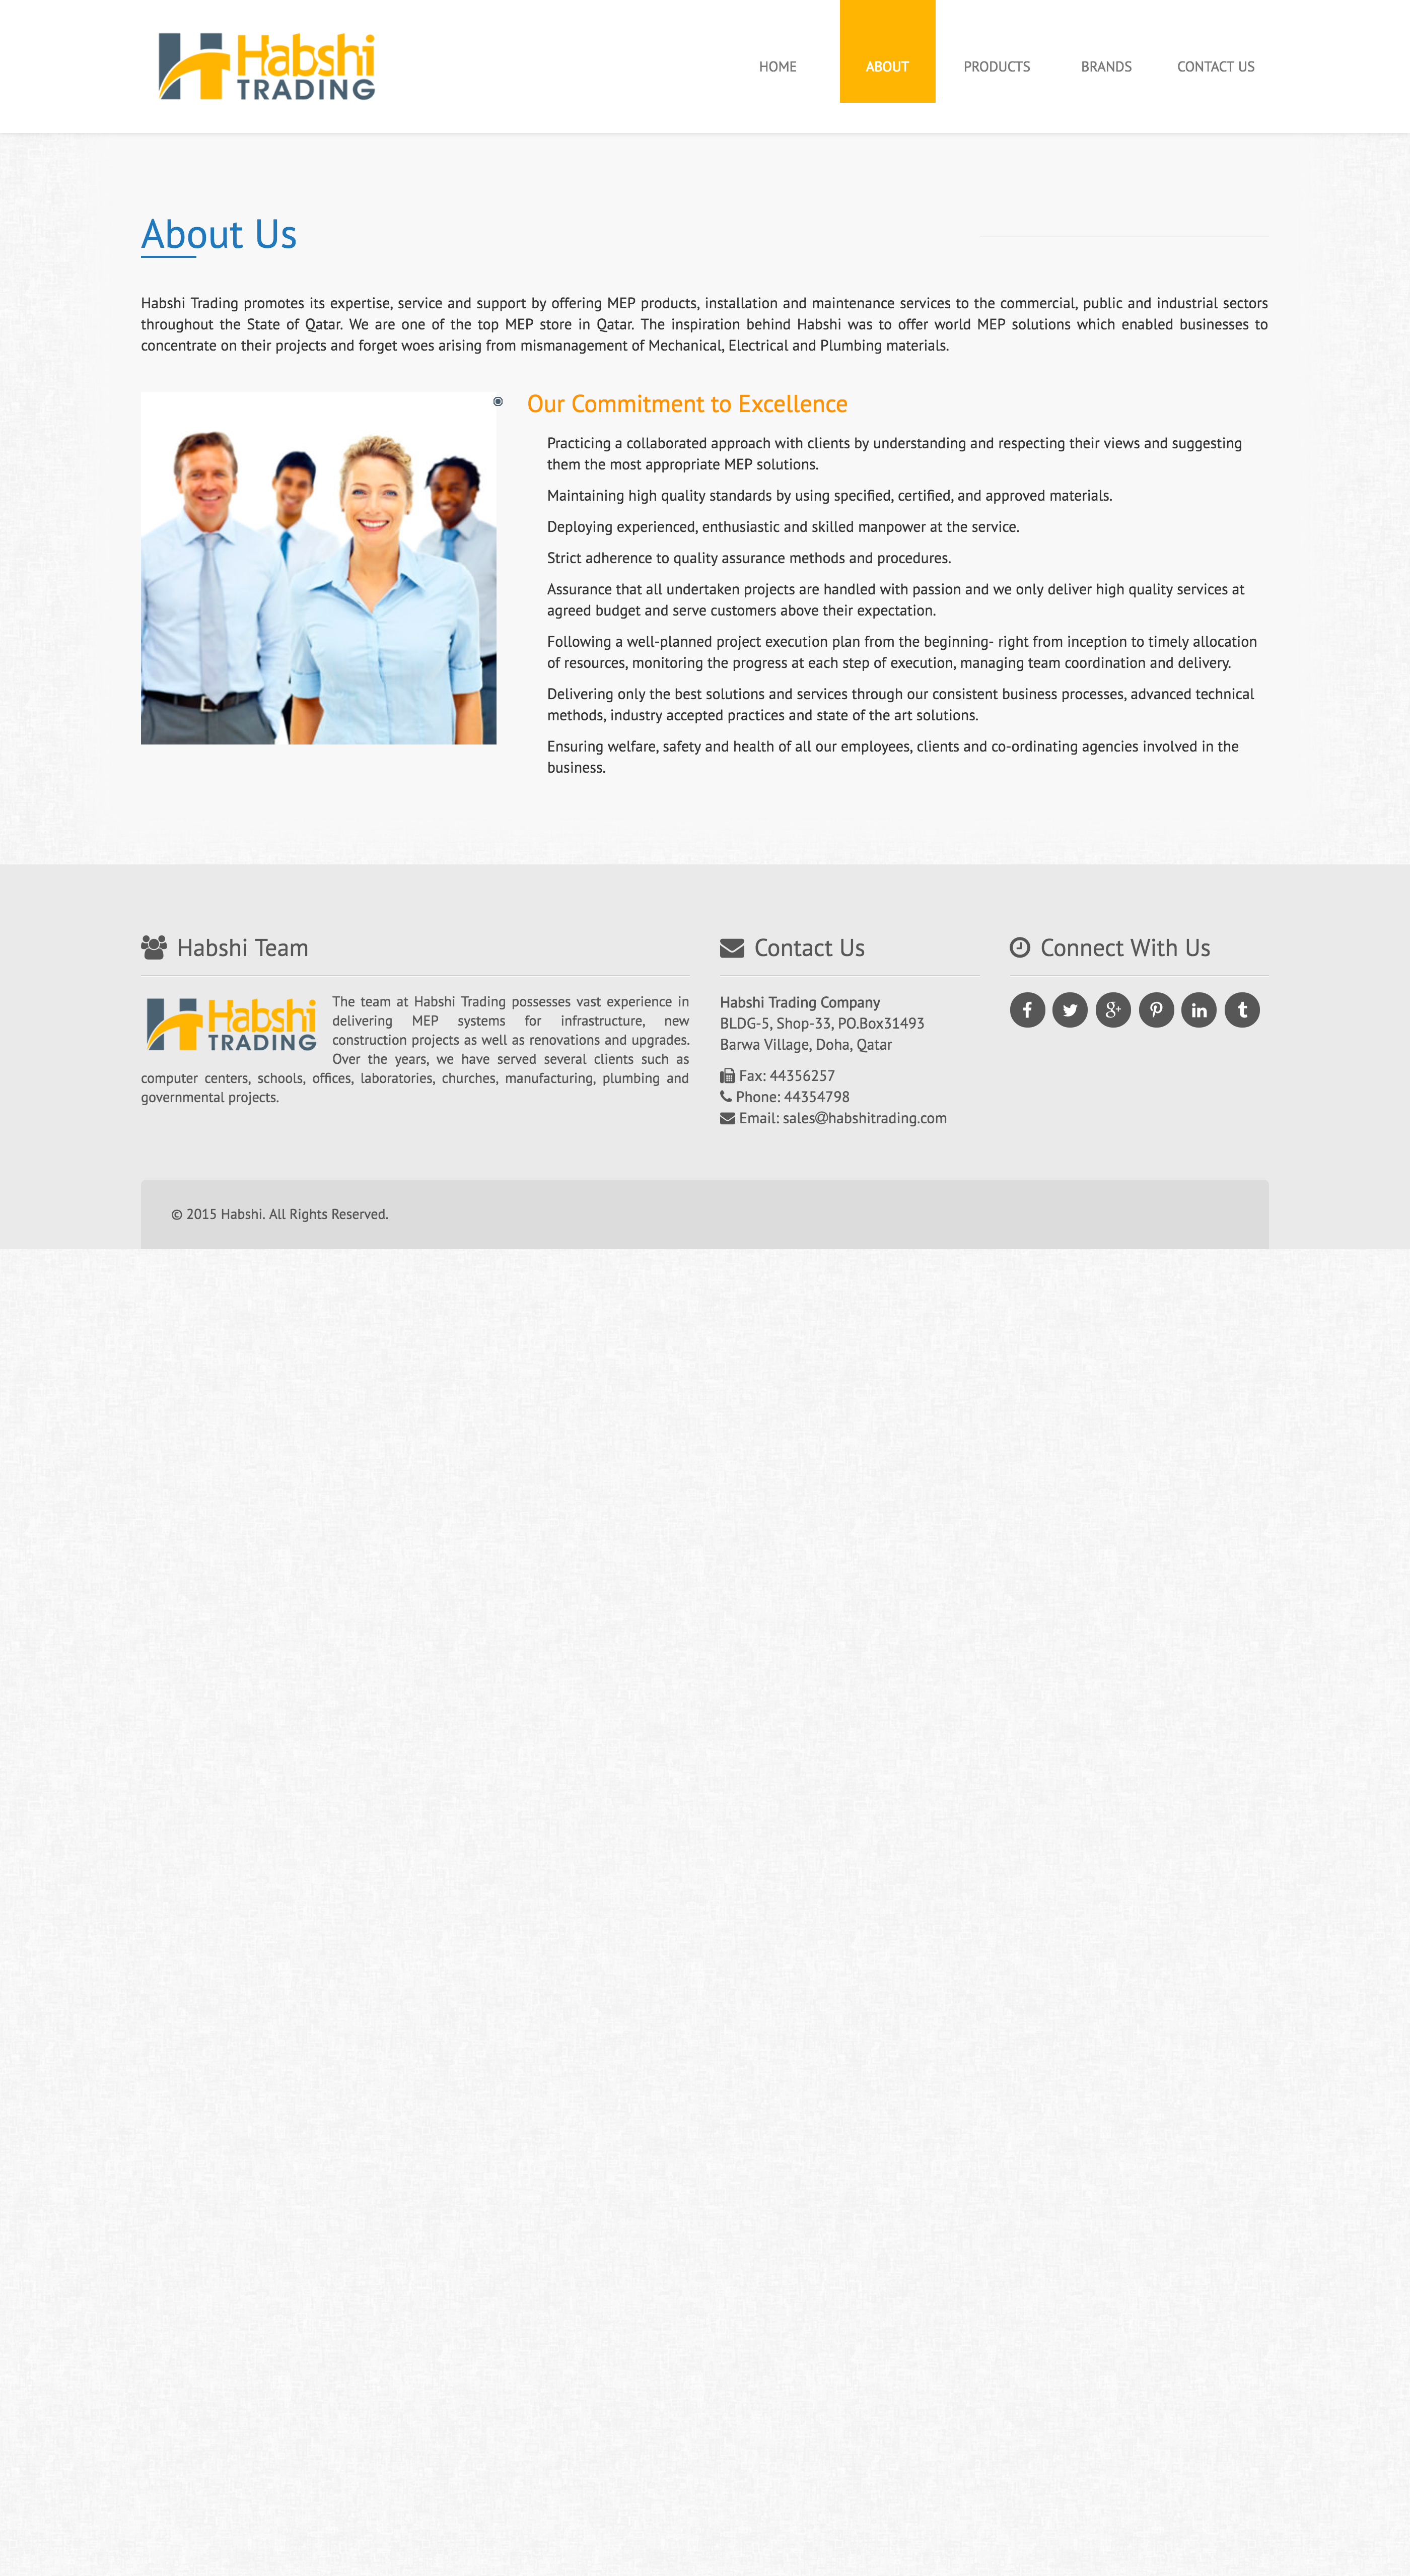 Habshi
TRADING
HOME
ABOUT
PRODUCTS
BRANDS
CONTACT US
About Us
Habshi Trading promotes its expertise, service and support by offering MEP products, installation and maintenance services to the commercial, public and industrial sectors
throughout the State of Qatar. We are one of the top MEP store in Qatar. The inspiration behind Habshi was to offer world MEP solutions which enabled businesses to
concentrate on their projects and forget woes arising from mismanagement of Mechanical, Electrical and Plumbing materials.
Our Commitment to Excellence
Practicing a collaborated approach with clients by understanding and respecting their views and suggesting
them the most appropriate MEP solutions.
Maintaining high quality standards by using specified, certified, and approved materials.
Deploying experienced, enthusiastic and skilled manpower at the service.
Strict adherence to quality assurance methods and procedures.
Assurance that all undertaken projects are handled with passion and we only deliver high quality services at
agreed budget and serve customers above their expectation.
Following a well-planned project execution plan from the beginning- right from inception to timely allocation
of resources, monitoring the progress at each step of execution, managing team coordination and delivery.
Delivering only the best solutions and services through our consistent business processes, advanced technical
methods, industry accepted practices and state of the art solutions.
Ensuring welfare, safety and health of all our employees, clients and co-ordinating agencies involved in the
business.
Habshi Team
Habshi
TRADING
The team at Habshi Trading possesses vast experience in
delivering MEP systems for infrastructure, new
construction projects as well as renovations and upgrades.
Over the years, we have served several clients such as
computer centers, schools, offices, laboratories, churches, manufacturing, plumbing and
governmental projects.
Contact Us
Habshi Trading Company
BLDG-5, Shop-33, PO.Box31493
Barwa Village, Doha, Qatar
Fax: 44356257
Phone: 44354798
Email: sales@habshitrading.com
Connect With Us
© 2015 Habshi. All Rights Reserved.